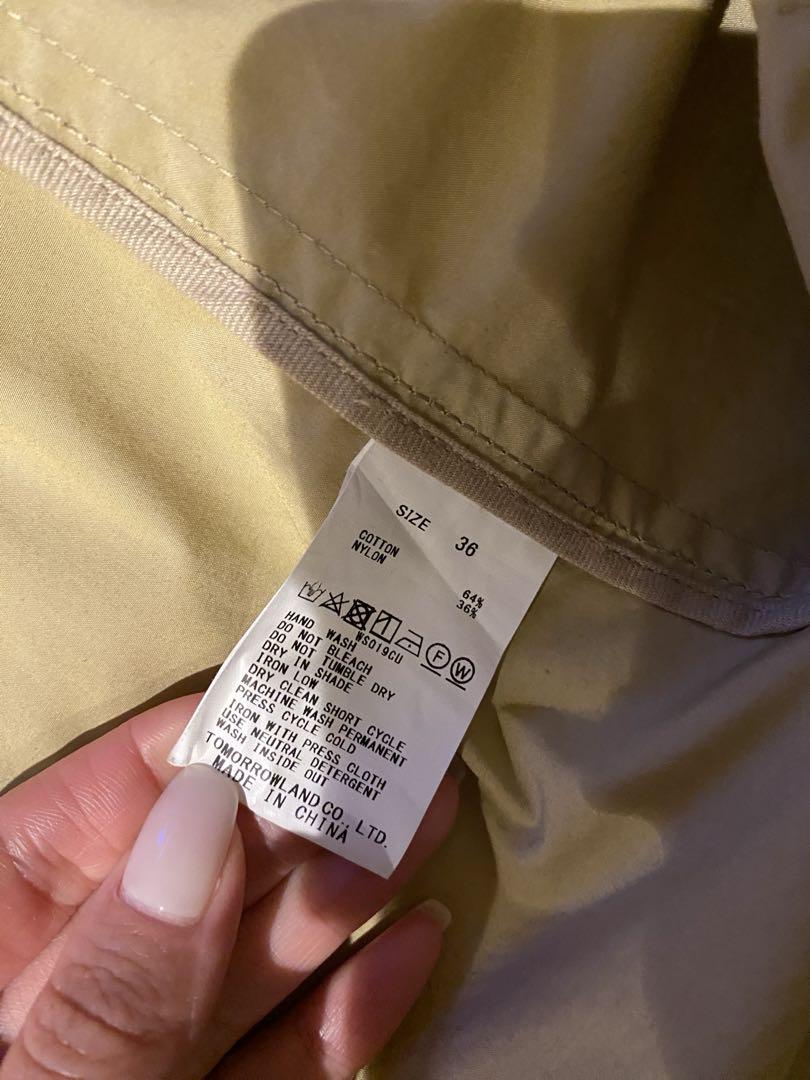 SIZE 36
COTTON 64%
NYLON 36%
F W
WS019CU
HAND WASH
DO NOT BLEACH
DO NOT TUMBLE DRY
DRY IN SHADE
IRON LOW
DRY CLEAN SHORT CYCLE
MACHINE WASH PERMANENT
PRESS CYCLE COLD
IRON WITH PRESS CLOTH
USE NEUTRAL DETERGENT
WASH INSIDE OUT
TOMORROWLAND CO., LTD.
MADE IN CHINA